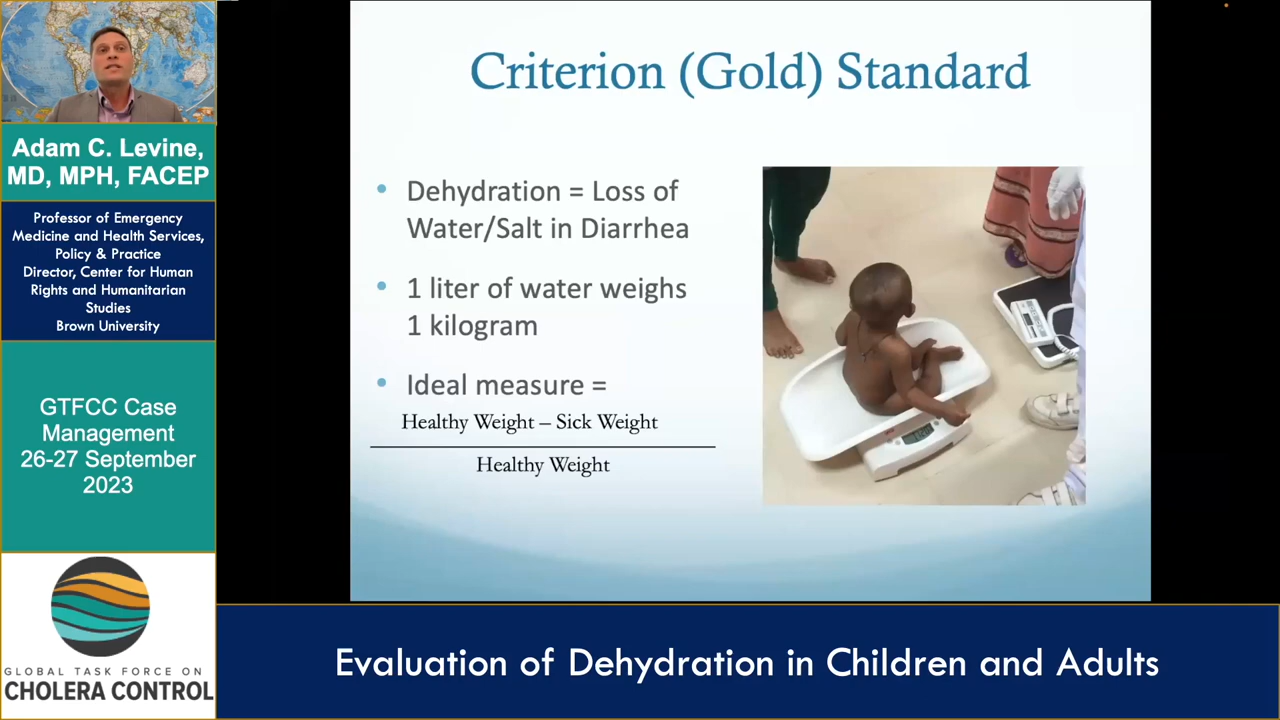 Adam C. Levine,
MD, MPH, FACEP
Professor of Emergency
Medicine and Health Services,
Policy & Practice
Director, Center for Human
Rights and Humanitarian
Studies
Brown University
GTFCC Case
Management
26-27 September
2023
GLOBAL TASK FORCE ON
CHOLERA CONTROL
Criterion (Gold) Standard
• Dehydration = Loss of
Water/Salt in Diarrhea
• 1 liter of water weighs
1 kilogram
• Ideal measure =
Healthy Weight – Sick Weight
Healthy Weight
Evaluation of Dehydration in Children and Adults